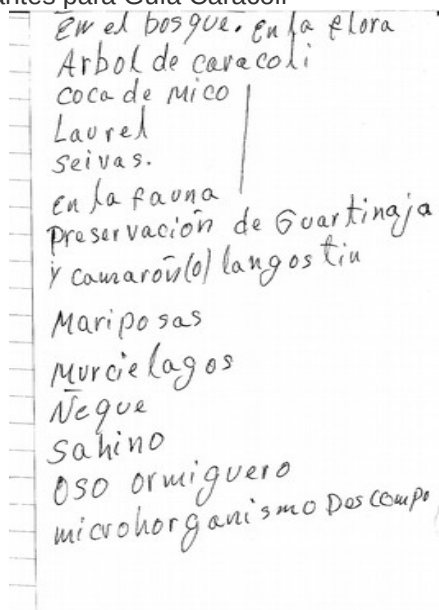 antes para Guía Caracolí
En el bosque. En la flora
Arbol de caracoli
coca de mico
Laurel
seivas.
en la fauna
preservación de Guartinaja
y camarón(o) langostin
Mariposas
Murcielagos
Ñeque
sahino
oso ormiguero
microhorganismo Descompo